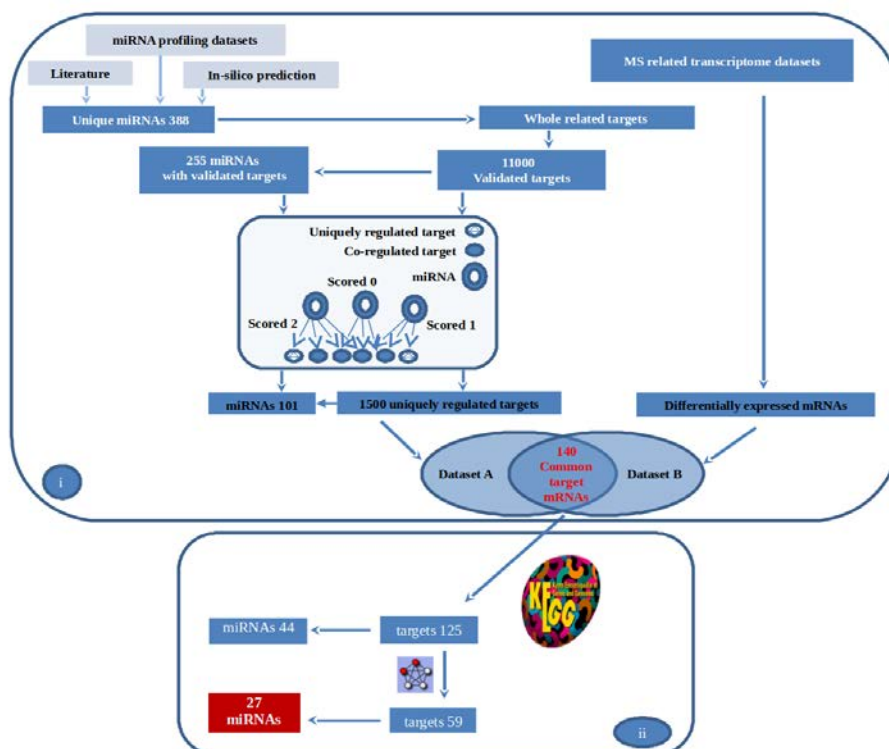 miRNA profiling datasets
Literature
In-silico prediction
MS related transcriptome datasets
Unique miRNAs 388
Whole related targets
255 miRNAs
with validated targets
11000
Validated targets
Uniquely regulated target
Co-regulated target
miRNA
Scored 0
Scored 2
Scored 1
miRNAs 101
1500 uniquely regulated targets
Differentially expressed mRNAs
Dataset A
140
Common
target
mRNAs
Dataset B
i
KEGG
miRNAs 44
targets 125
27
miRNAs
targets 59
ii